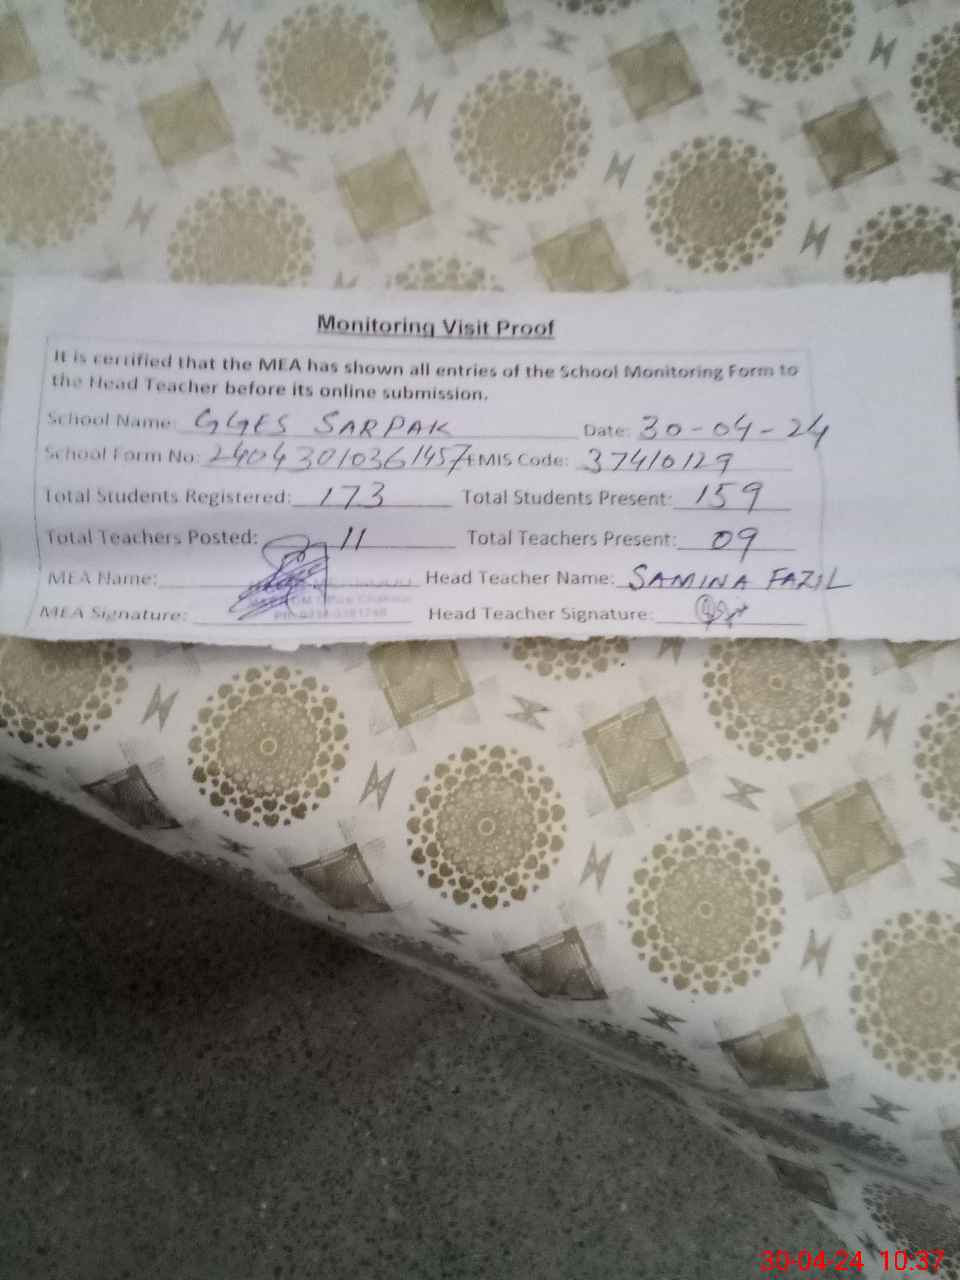 Monitoring Visit Proof
It is certified that the MEA has shown all entries of the School Monitoring Form to
the Head Teacher before its online submission.
School Name: GGES SARPAK Date: 30-04-24
School Form No: 24043010361457 EMIS Code: 37410129
Total Students Registered: 173 Total Students Present: 159
Total Teachers Posted: 11 Total Teachers Present: 09
MEA Name: Head Teacher Name: SAMINA FAZIL
MEA Signature: Head Teacher Signature:
30-04-24 10:37